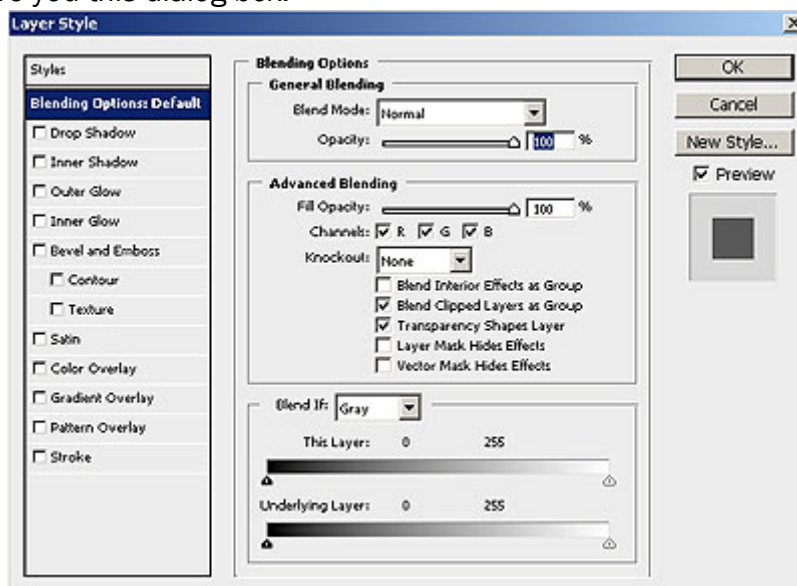 you this dialog box.
Layer Style
Styles
Blending Options: Default
Drop Shadow
Inner Shadow
Outer Glow
Inner Glow
Bevel and Emboss
Contour
Texture
Satin
Color Overlay
Gradient Overlay
Pattern Overlay
Stroke
Blending Options
General Blending
Blend Mode: Normal
Opacity: 100 %
Advanced Blending
Fill Opacity: 100 %
Channels: R G B
Knockout: None
Blend Interior Effects as Group
Blend Clipped Layers as Group
Transparency Shapes Layer
Layer Mask Hides Effects
Vector Mask Hides Effects
Blend If: Gray
This Layer: 0 255
Underlying Layer: 0 255
OK
Cancel
New Style...
Preview